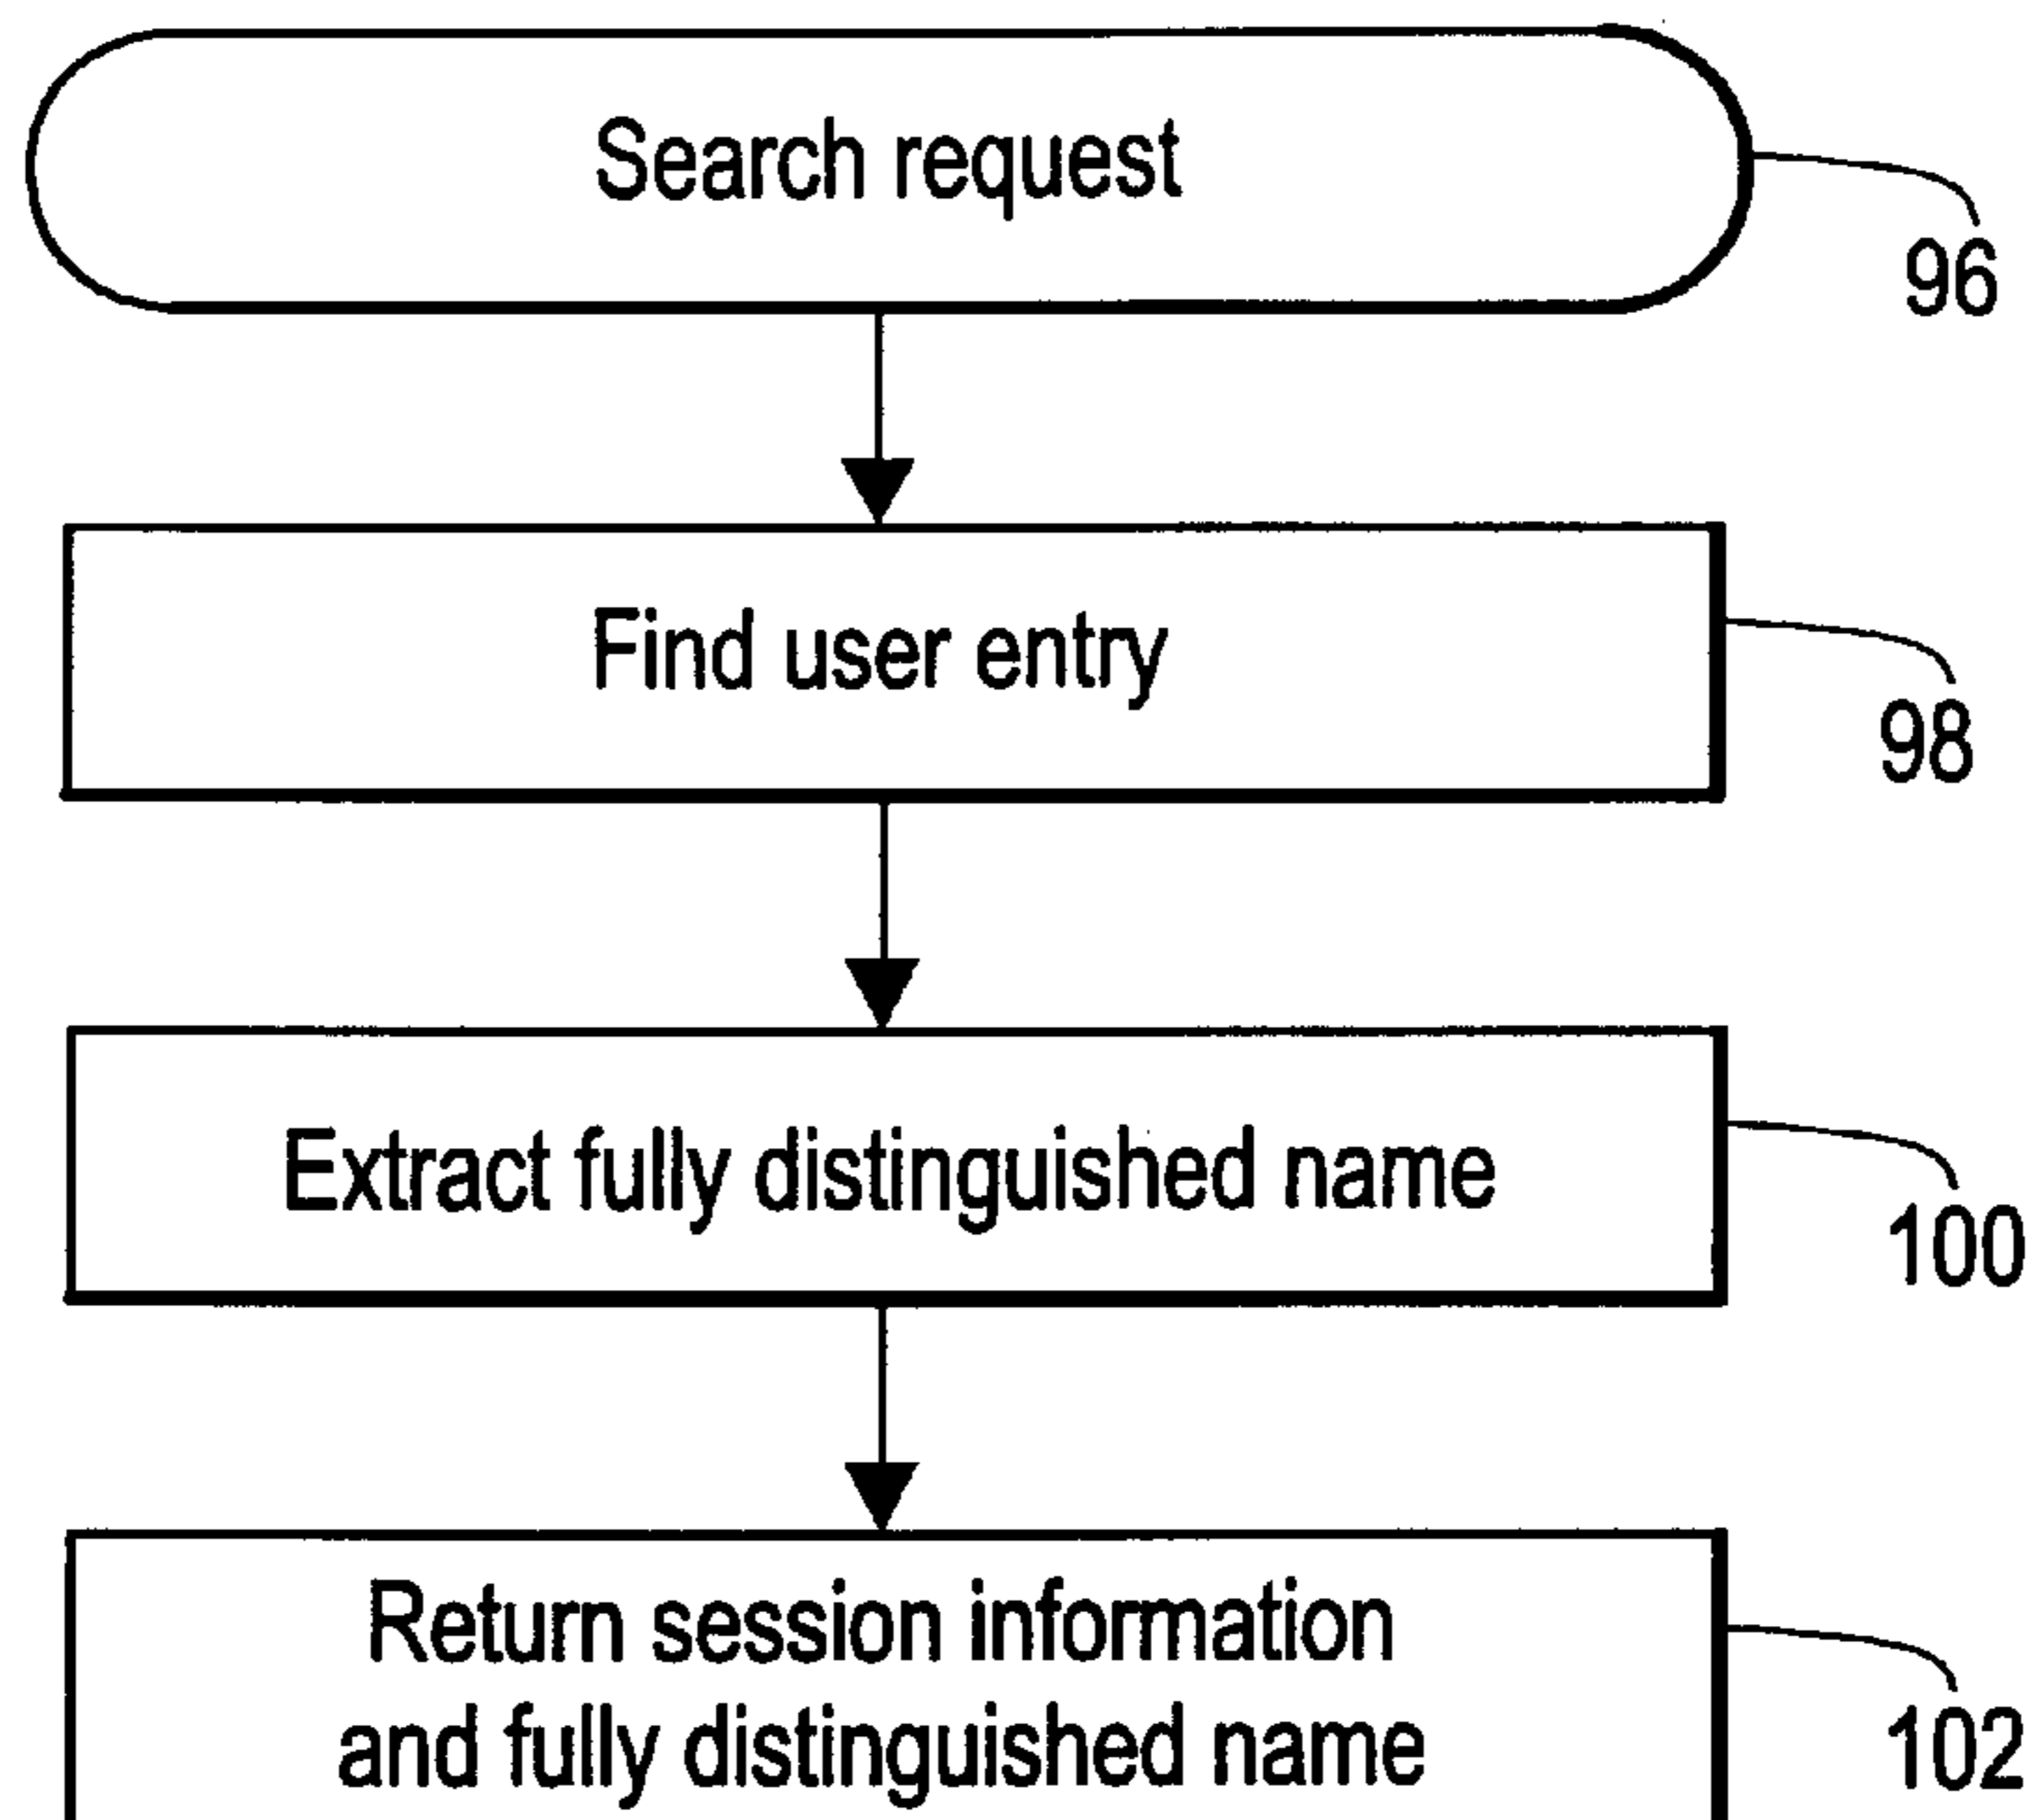 Search request
96
Find user entry
98
Extract fully distinguished name
100
Return session information
and fully distinguished name
102